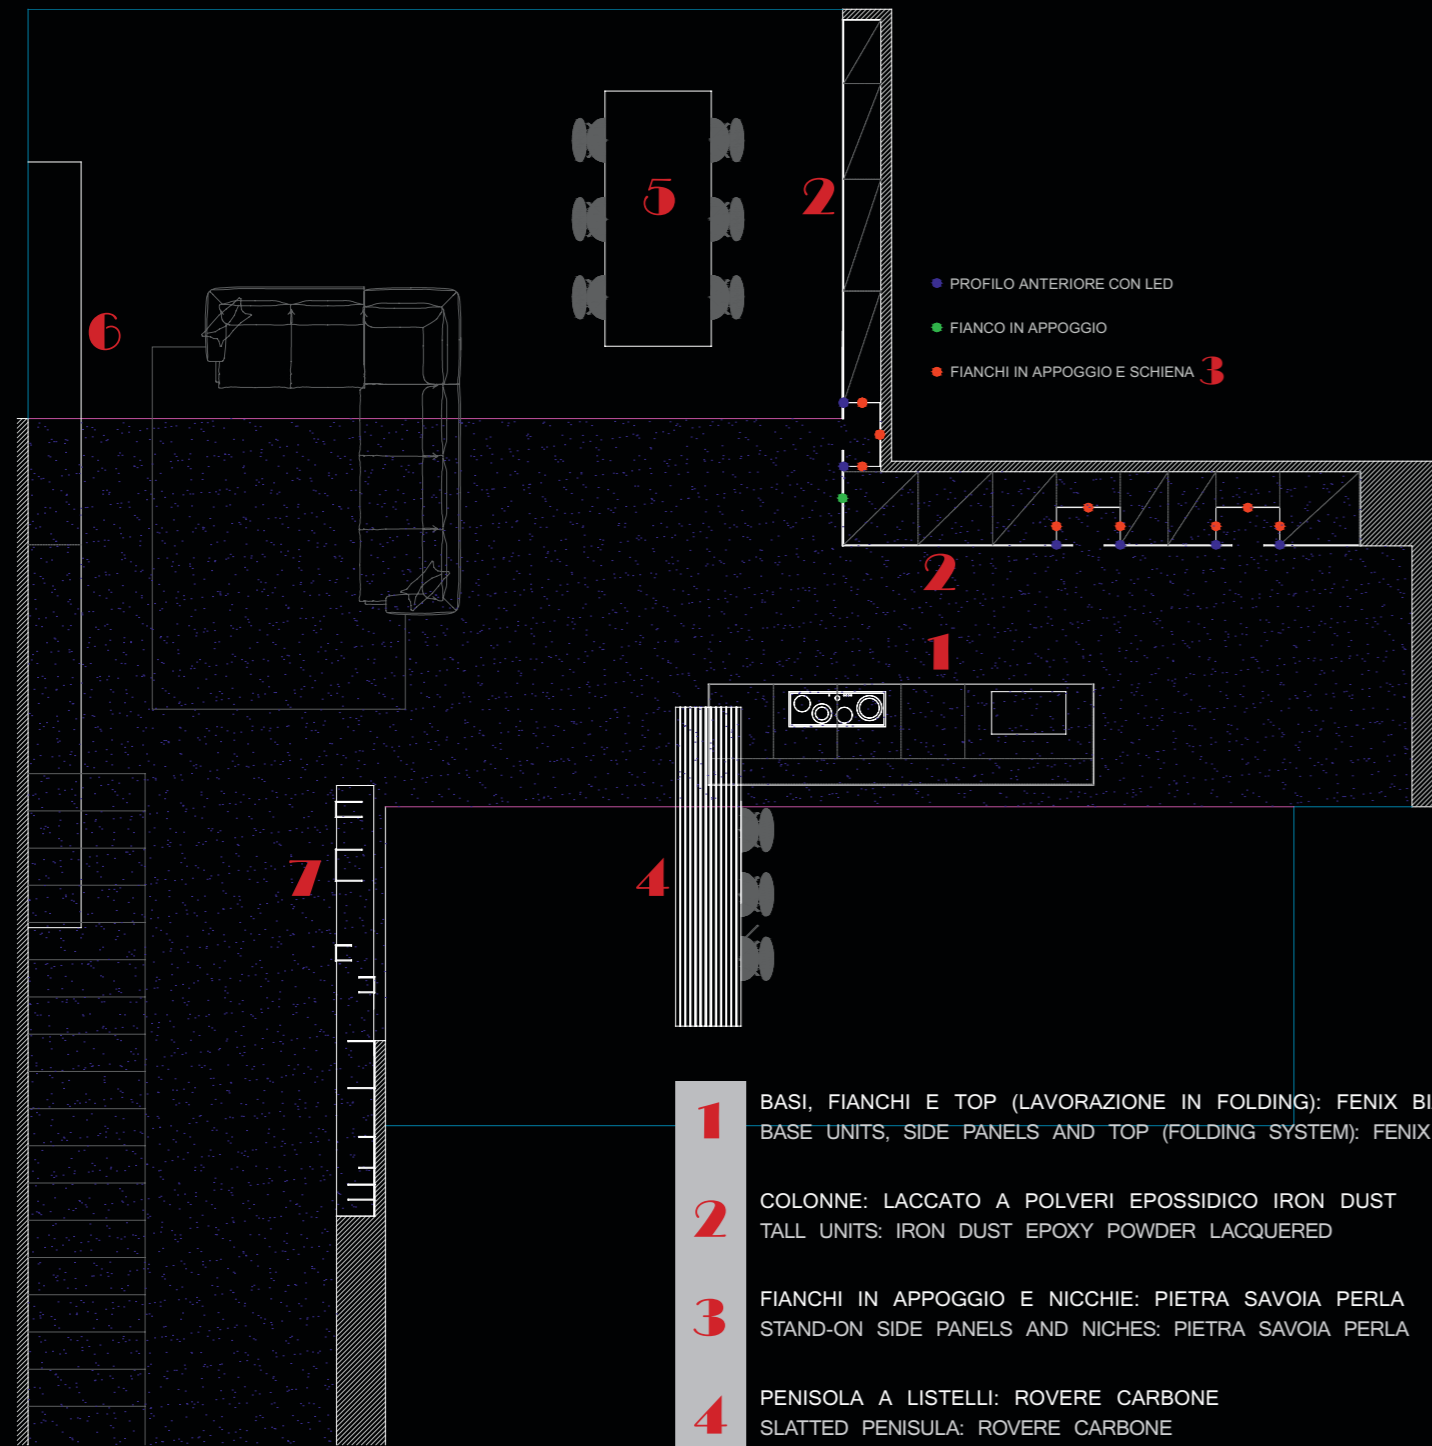 5
2
PROFILO ANTERIORE CON LED
6
FIANCO IN APPOGGIO
FIANCHI IN APPOGGIO E SCHIENA 3
2
1
7
4
1 BASI, FIANCHI E TOP (LAVORAZIONE IN FOLDING): FENIX
BASE UNITS, SIDE PANELS AND TOP (FOLDING SYSTEM): FENIX
2 COLONNE: LACCATO A POLVERI EPOSSIDICO IRON DUST
TALL UNITS: IRON DUST EPOXY POWDER LACQUERED
3 FIANCHI IN APPOGGIO E NICCHIE: PIETRA SAVOIA PERLA
STAND-ON SIDE PANELS AND NICHES: PIETRA SAVOIA PERLA
4 PENISOLA A LISTELLI: ROVERE CARBONE
SLATTED PENISULA: ROVERE CARBONE